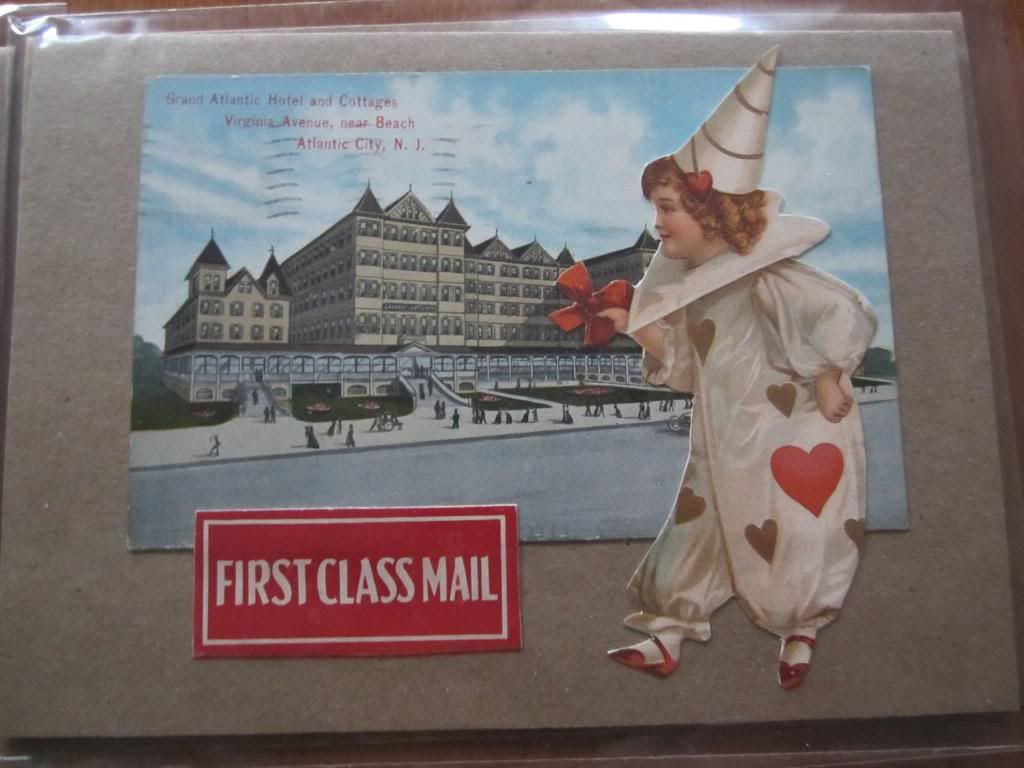 Grand Atlantic Hotel and Cottages
Virginia Avenue, near Beach
Atlantic City, N. J.
FIRST CLASS MAIL